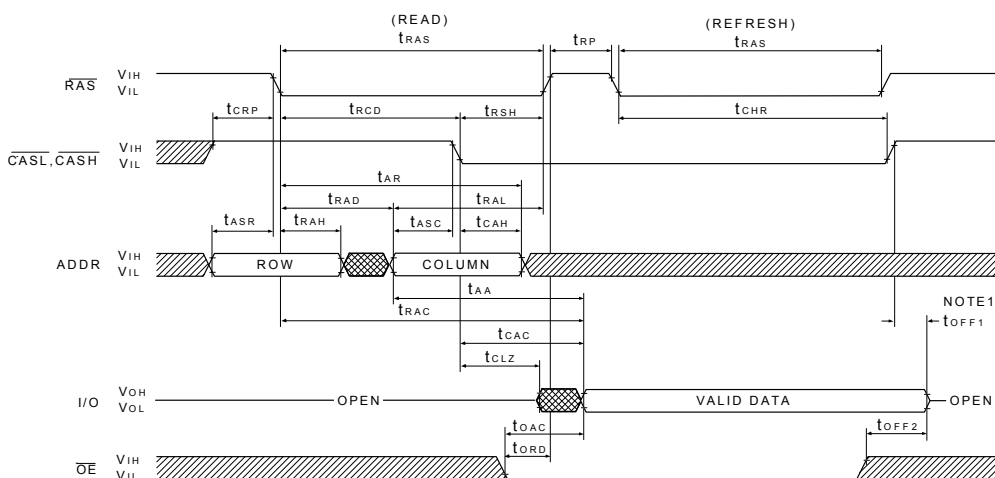 (READ) (REFRESH)
tRAS tRP tRAS
RAS VIH
VIL
tCRP tRCD tRSH tCHR
CASL,CASH VIH
VIL
tAR
tRAD tRAL
tASR tRAH tASC tCAH
ADDR VIH
VIL
ROW COLUMN
tAA
tRAC NOTE1
tCAC tOFF1
tCLZ
I/O VOH
VOL
OPEN VALID DATA OPEN
tOAC tOFF2
tORD
OE VIH
VIL